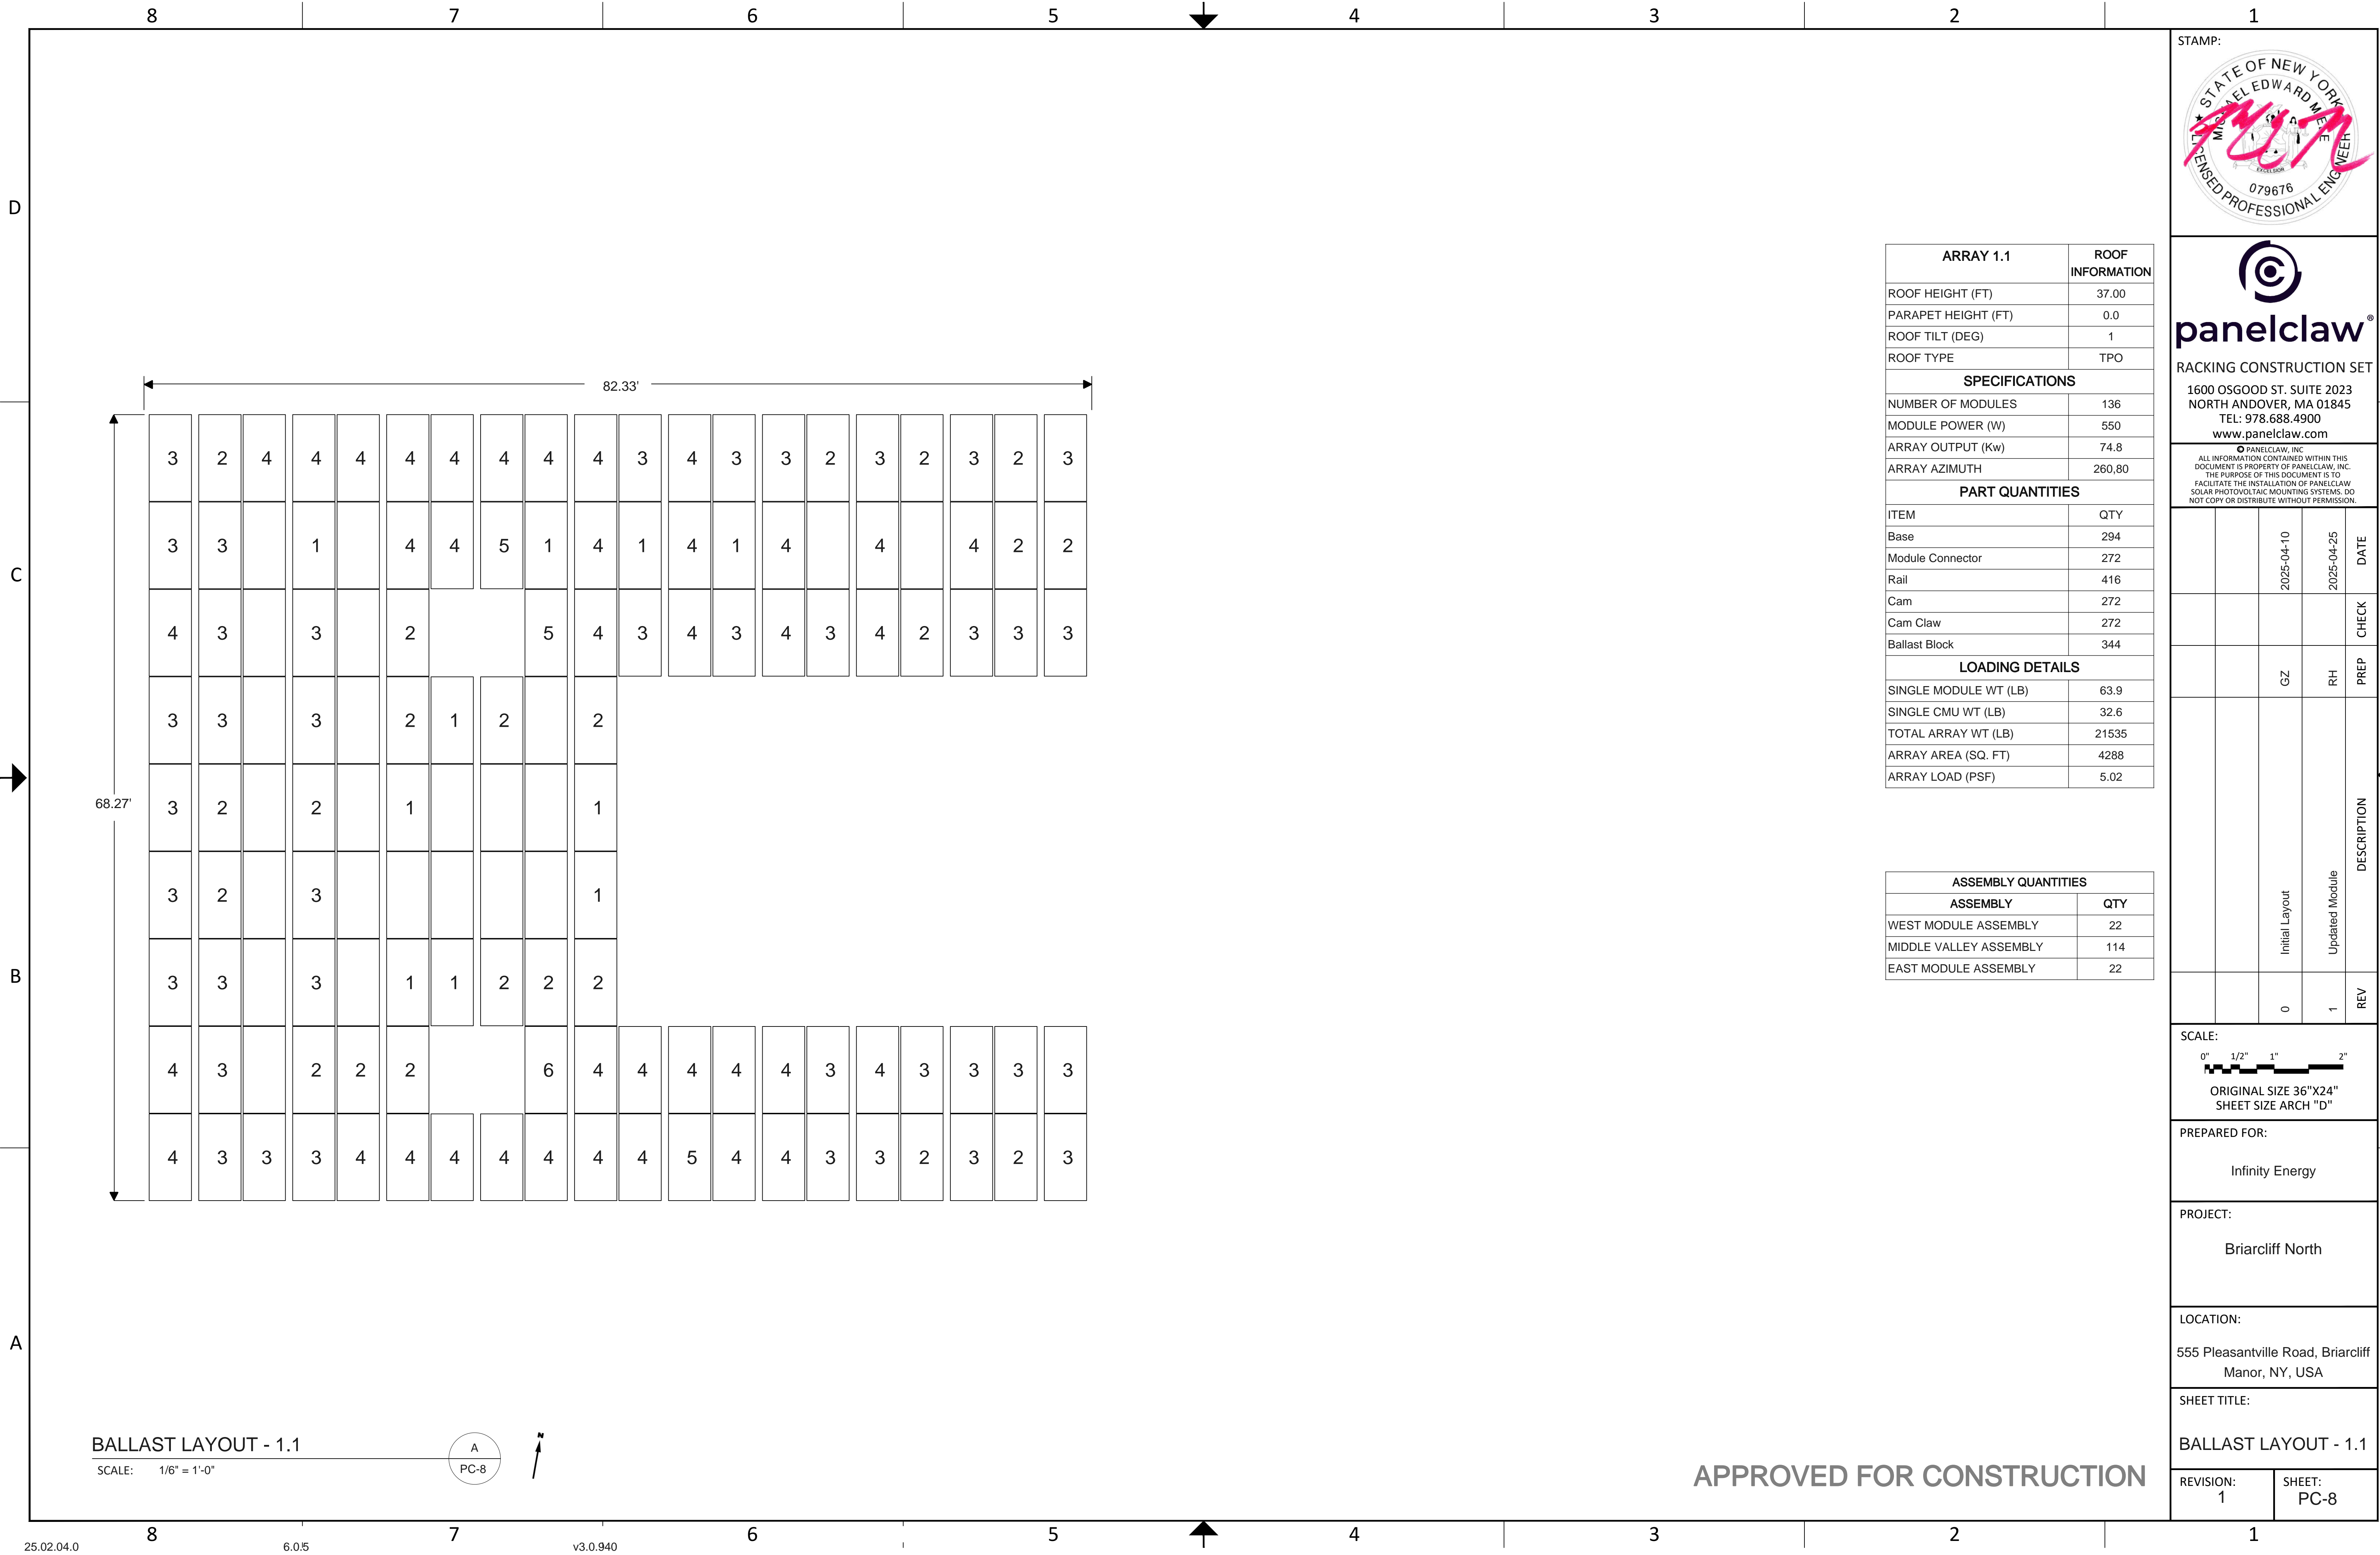 8 7 6 5 4 3 2 1
D
C
B
A
82.33'
68.27'
3 2 4 4 4 4 4 4 4 4 3 4 3 3 2 3 2 3 2 3
3 3 1 4 4 5 1 4 1 4 1 4 4 4 2 2
4 3 3 2 5 4 3 4 3 4 3 4 2 3 3 3
3 3 3 2 1 2 2
3 2 2 1 1
3 2 3 1
3 3 3 1 1 2 2 2
4 3 2 2 2 6 4 4 4 4 4 3 4 3 3 3 3
4 3 3 3 4 4 4 4 4 4 4 5 4 4 3 3 2 3 2 3
BALLAST LAYOUT - 1.1
SCALE: 1/6" = 1'-0"
A
PC-8
N
ARRAY 1.1 ROOF INFORMATION
ROOF HEIGHT (FT) 37.00
PARAPET HEIGHT (FT) 0.0
ROOF TILT (DEG) 1
ROOF TYPE TPO
SPECIFICATIONS
NUMBER OF MODULES 136
MODULE POWER (W) 550
ARRAY OUTPUT (Kw) 74.8
ARRAY AZIMUTH 260,80
PART QUANTITIES
ITEM QTY
Base 294
Module Connector 272
Rail 416
Cam 272
Cam Claw 272
Ballast Block 344
LOADING DETAILS
SINGLE MODULE WT (LB) 63.9
SINGLE CMU WT (LB) 32.6
TOTAL ARRAY WT (LB) 21535
ARRAY AREA (SQ. FT) 4288
ARRAY LOAD (PSF) 5.02
ASSEMBLY QUANTITIES
ASSEMBLY QTY
WEST MODULE ASSEMBLY 22
MIDDLE VALLEY ASSEMBLY 114
EAST MODULE ASSEMBLY 22
APPROVED FOR CONSTRUCTION
STAMP:
STATE OF NEW YORK
EDWARD
EXCELSIOR
079676
LICENSED PROFESSIONAL ENGINEER
panelclaw®
RACKING CONSTRUCTION SET
1600 OSGOOD ST. SUITE 2023
NORTH ANDOVER, MA 01845
TEL: 978.688.4900
www.panelclaw.com
© PANELCLAW, INC
ALL INFORMATION CONTAINED WITHIN THIS
DOCUMENT IS PROPERTY OF PANELCLAW, INC.
THE PURPOSE OF THIS DOCUMENT IS TO
FACILITATE THE INSTALLATION OF PANELCLAW
SOLAR PHOTOVOLTAIC MOUNTING SYSTEMS. DO
NOT COPY OR DISTRIBUTE WITHOUT PERMISSION.
REV DESCRIPTION PREP CHECK DATE
1 Updated Module RH 2025-04-25
0 Initial Layout GZ 2025-04-10
SCALE:
0" 1/2" 1" 2"
ORIGINAL SIZE 36"X24"
SHEET SIZE ARCH "D"
PREPARED FOR:
Infinity Energy
PROJECT:
Briarcliff North
LOCATION:
555 Pleasantville Road, Briarcliff
Manor, NY, USA
SHEET TITLE:
BALLAST LAYOUT - 1.1
REVISION:
1
SHEET:
PC-8
8 7 6 5 4 3 2 1
25.02.04.0 6.0.5 v3.0.940